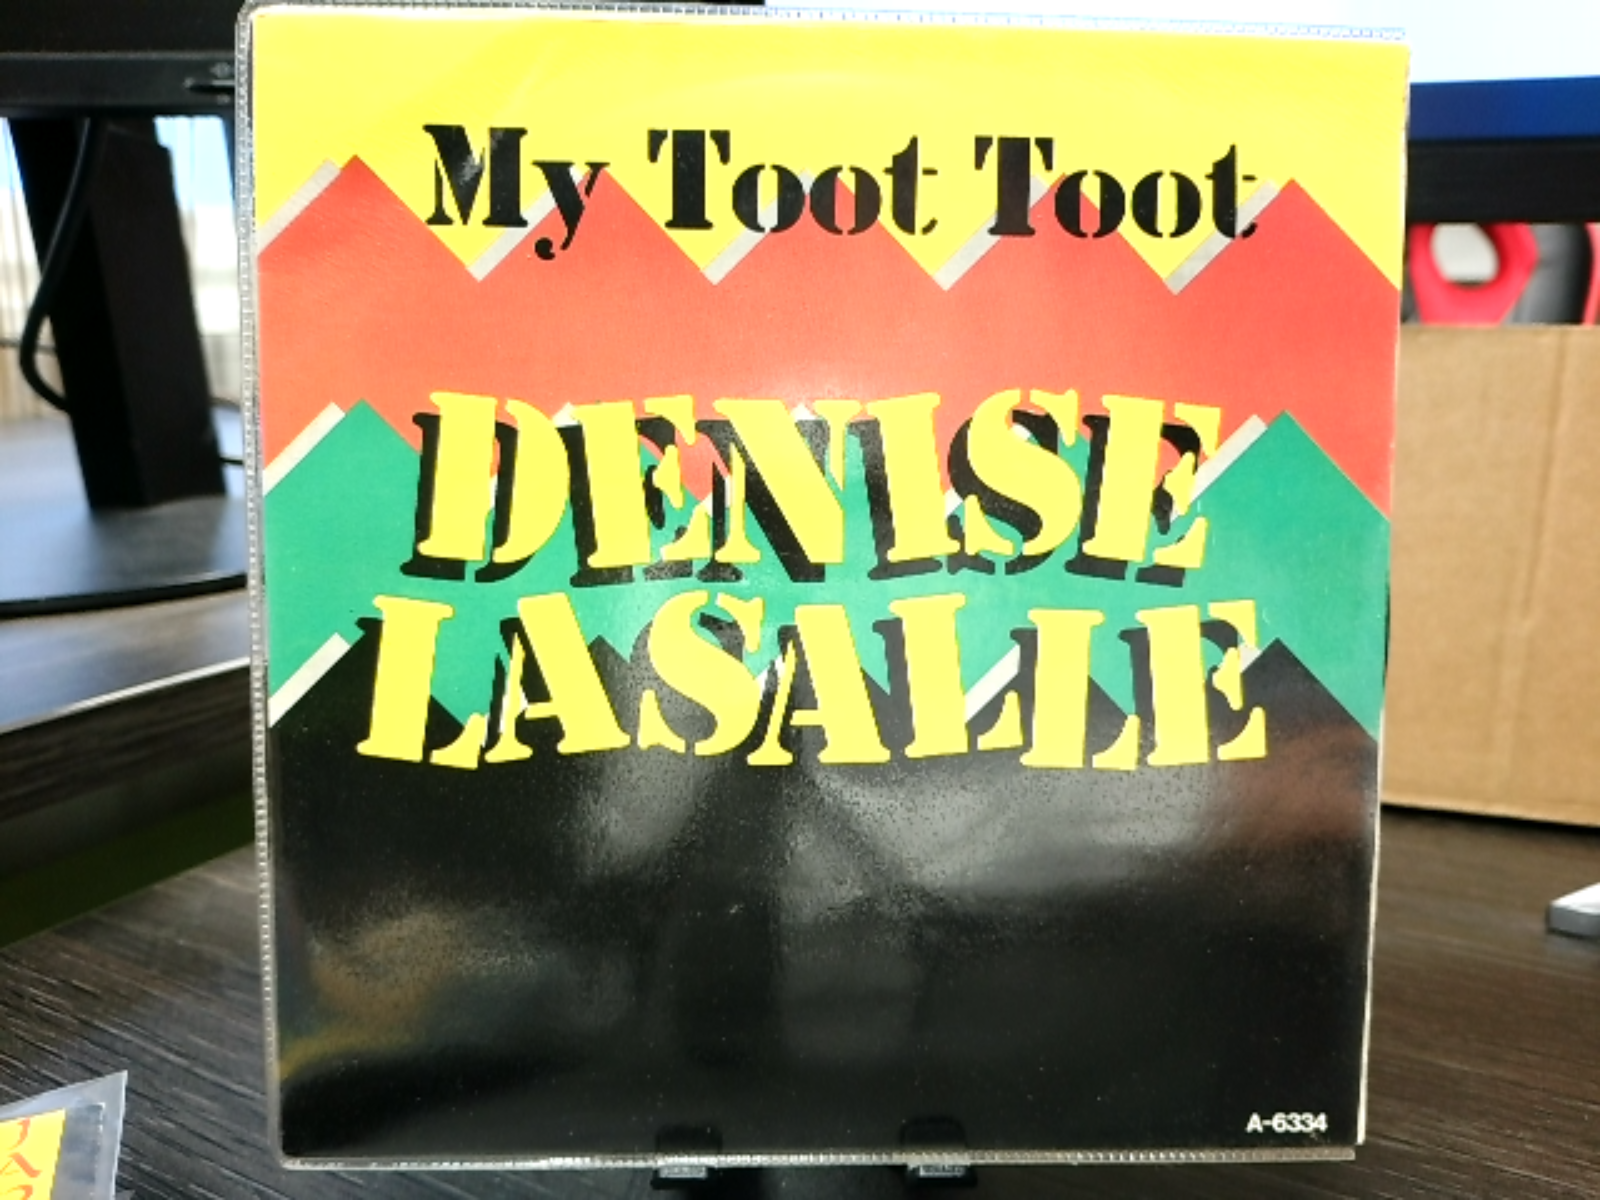 My Toot Toot
DENISE
LASALLE
A-6334